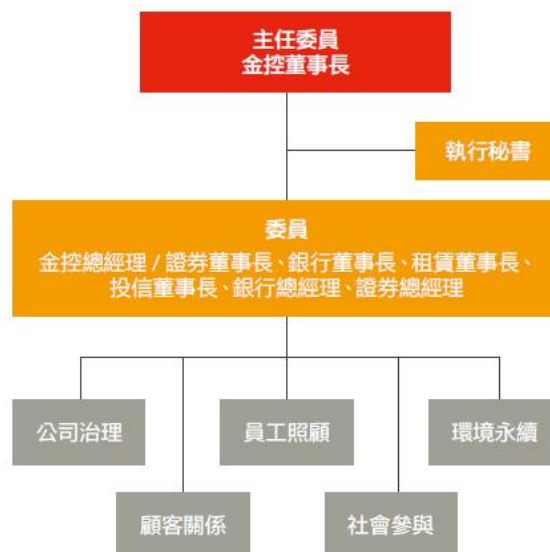 主任委員
金控董事長
執行秘書
委員
金控總經理 / 證券董事長、銀行董事長、租賃董事長、
投信董事長、銀行總經理、證券總經理
公司治理
員工照顧
環境永續
顧客關係
社會參與